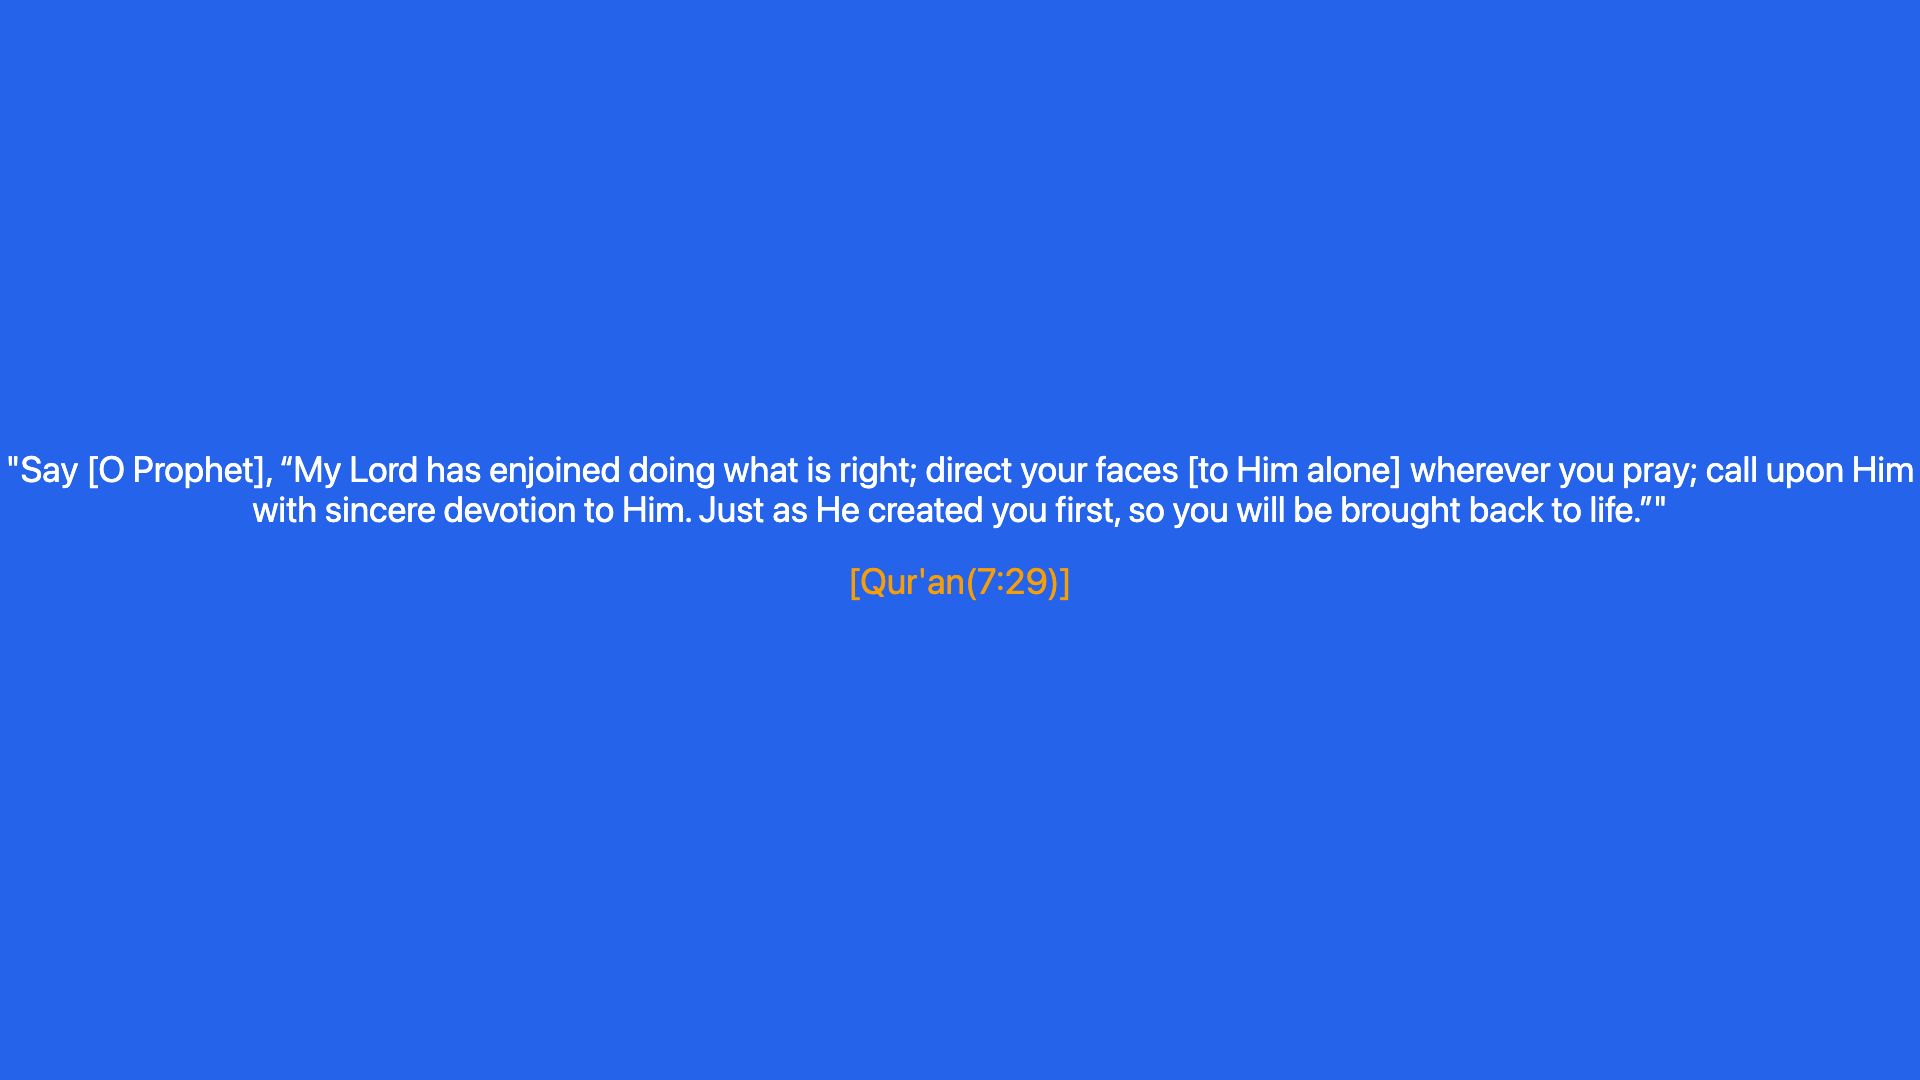 "Say [O Prophet], “My Lord has enjoined doing what is right; direct your faces [to Him alone] wherever you pray; call upon Him
with sincere devotion to Him. Just as He created you first, so you will be brought back to life.”"
[Qur'an(7:29)]